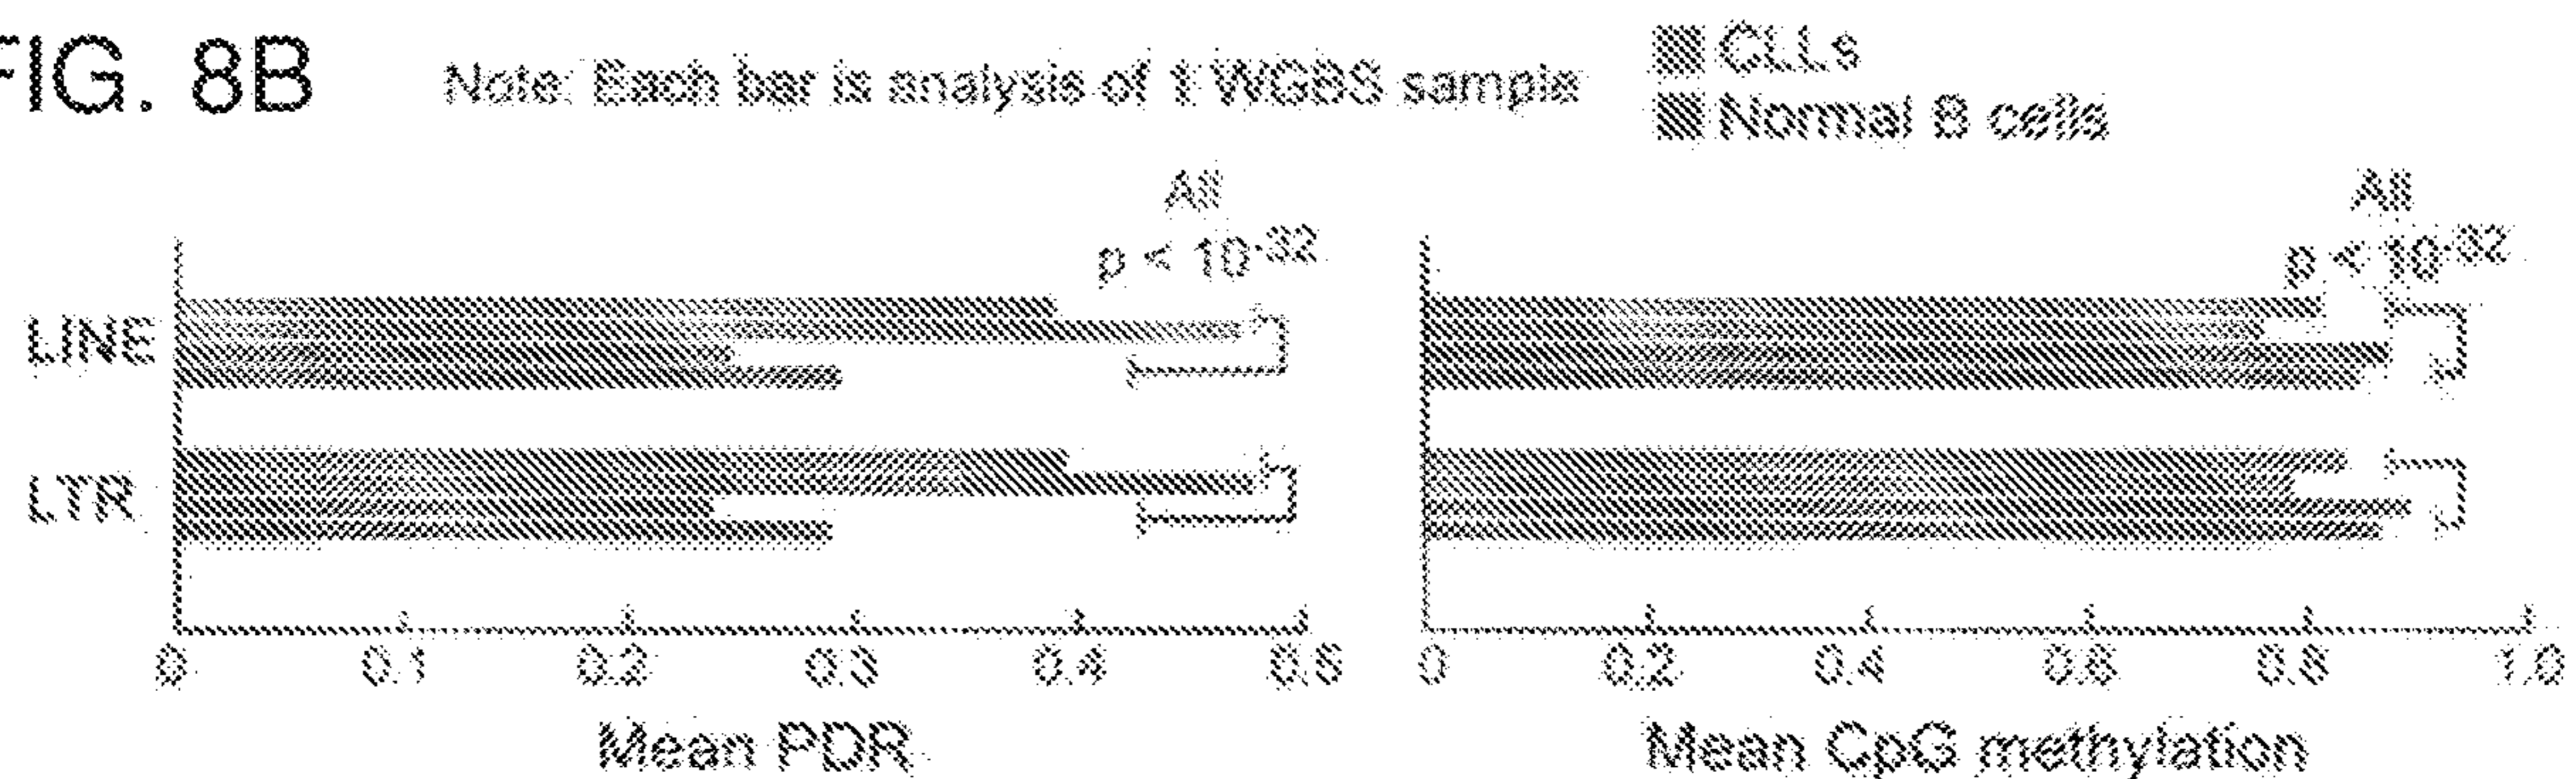 FIG. 8B
Note: Each bar is analysis of 1 WGBS sample
CLLs
Normal B cells
All
p < 10-32
All
p < 10-32
LINE
LTR
0 0.1 0.2 0.3 0.4 0.5
0 0.2 0.4 0.6 0.8 1.0
Mean PDR
Mean CpG methylation